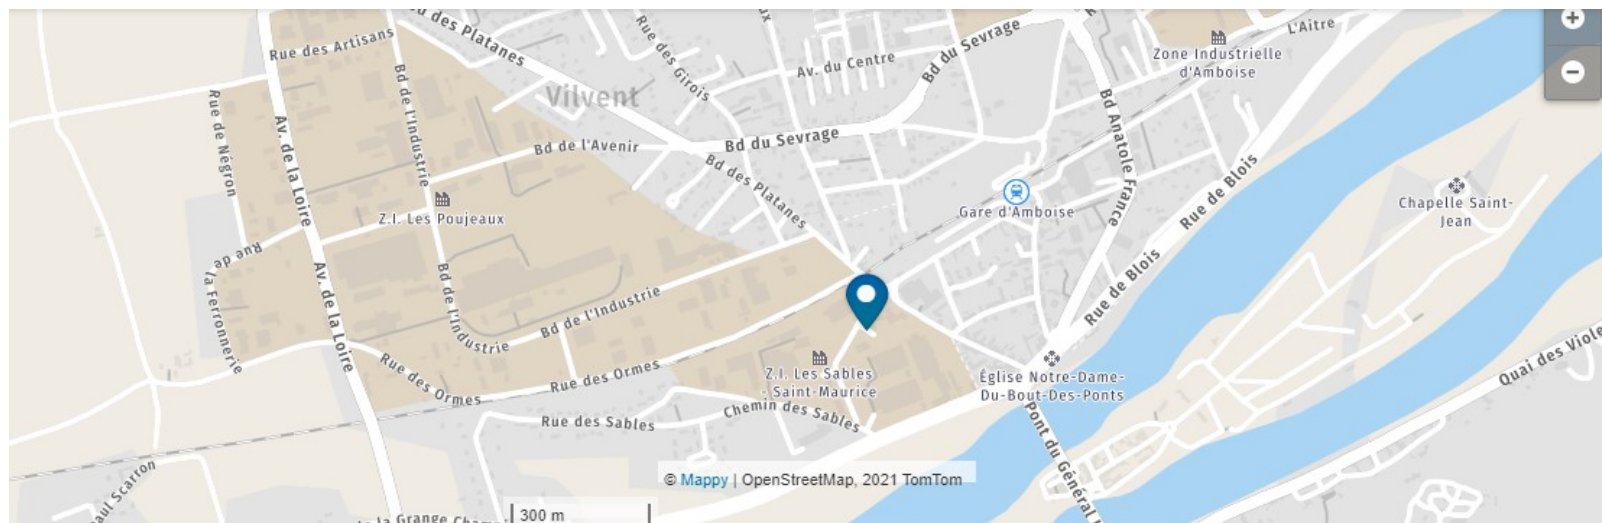 Bd des Platanes
Rue des Girois
Rue des Artisans
Av. du Centre
Bd du Sevrage
L'Aitre
Zone Industrielle
d'Amboise
Vilvent
Bd de l'Industrie
Rue de Négron
Av. de la Loire
Bd de l'Avenir
Bd du Sevrage
Bd des Platanes
Bd Anatole France
Rue de Blois
Gare d'Amboise
Chapelle Saint-
Jean
Z.I. Les Poujeaux
Rue de
la Ferronnerie
Av. de la Loire
Bd de l'Industrie
Bd de l'Industrie
Rue de Blois
Rue des Ormes
Rue des Ormes
Z.I. Les Sables
- Saint-Maurice
Église Notre-Dame-
Du-Bout-Des-Ponts
Quai des Viole
Chemin des Sables
Rue des Sables
Pont du Général
aul Scarron
© Mappy | OpenStreetMap, 2021 TomTom
300 m